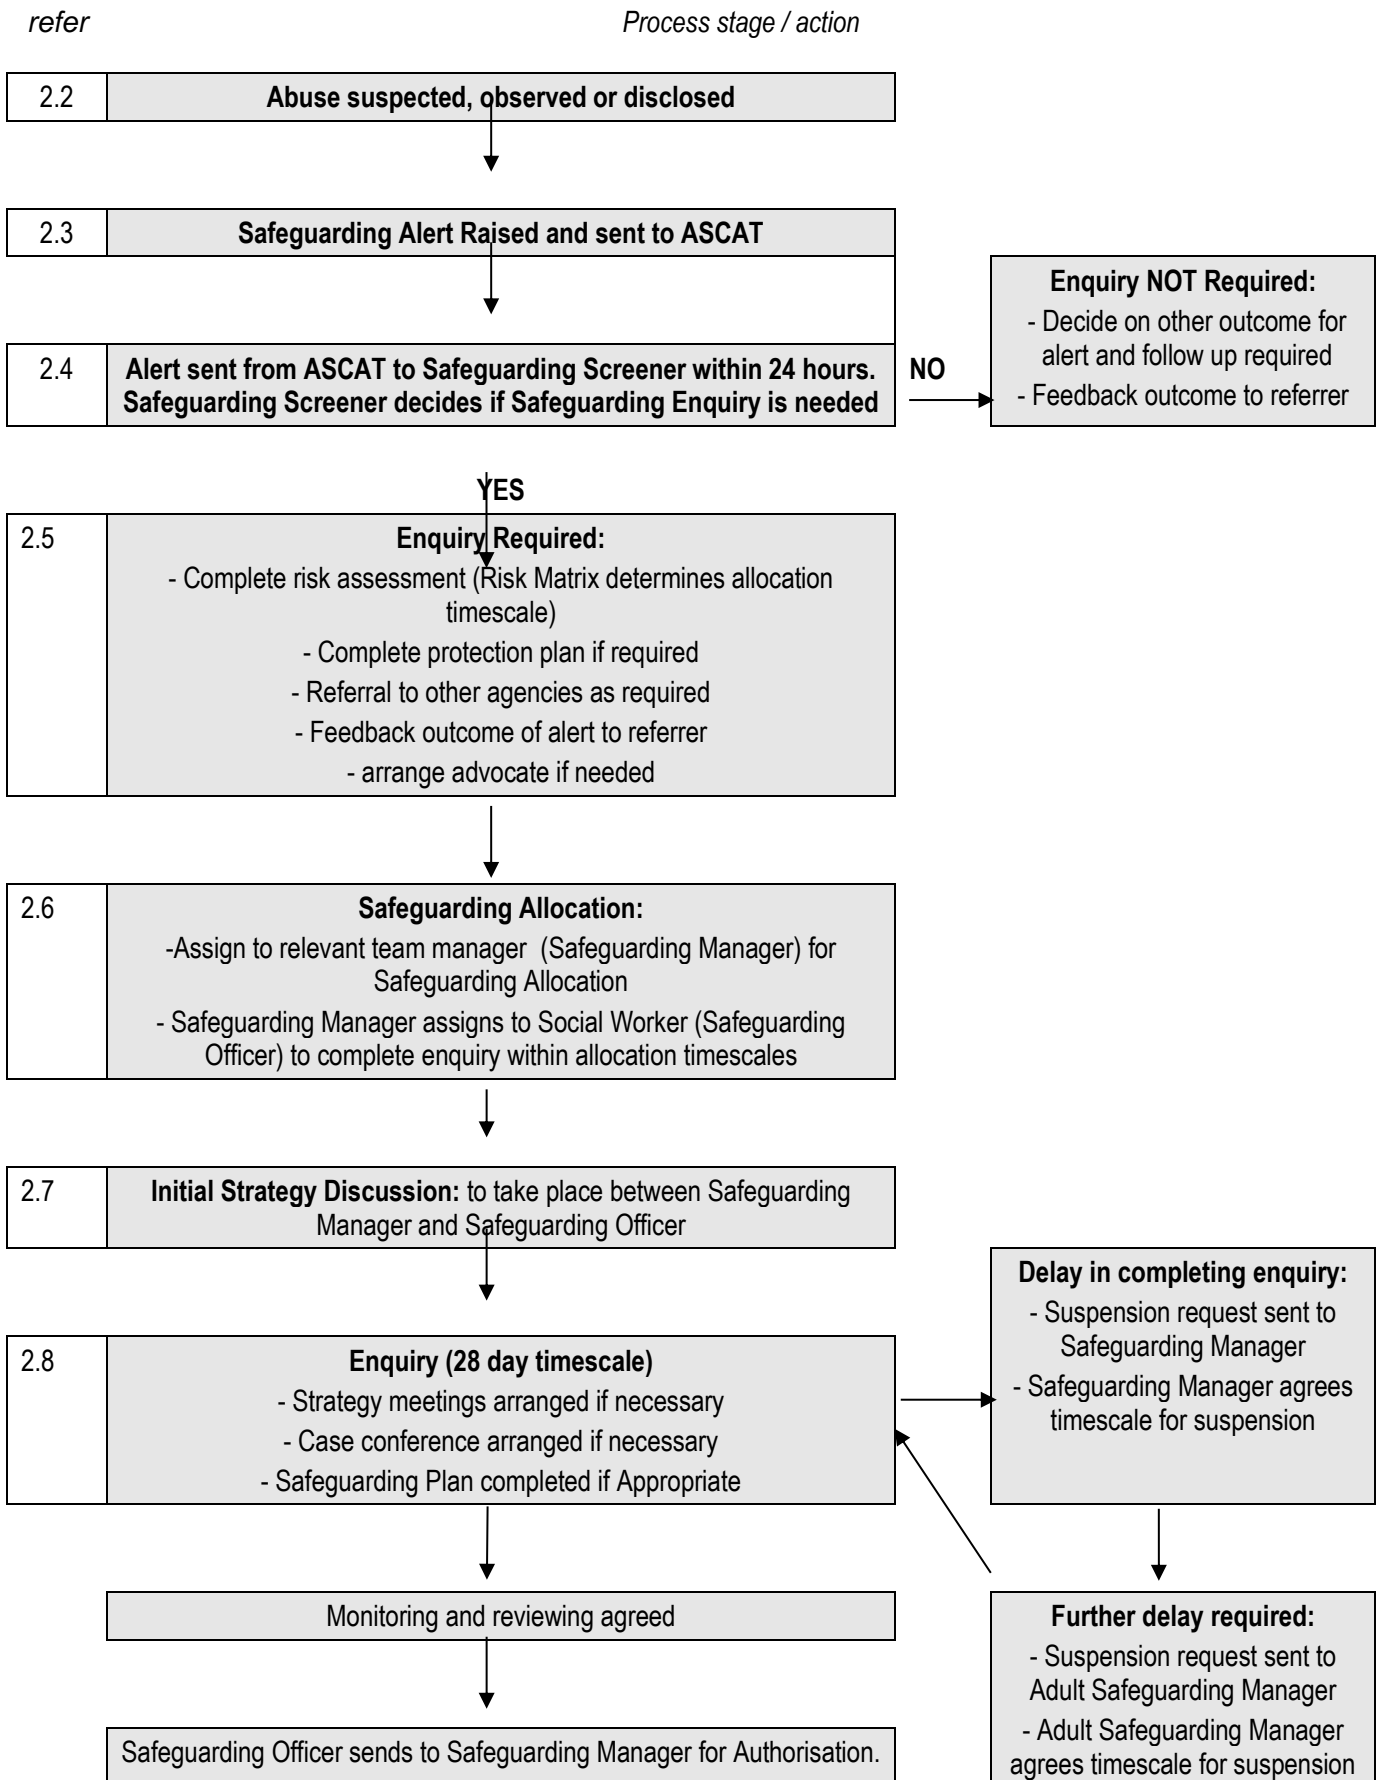 refer
Process stage / action
2.2
Abuse suspected, observed or disclosed
2.3
Safeguarding Alert Raised and sent to ASCAT
Enquiry NOT Required:
- Decide on other outcome for
alert and follow up required
- Feedback outcome to referrer
2.4
Alert sent from ASCAT to Safeguarding Screener within 24 hours.
Safeguarding Screener decides if Safeguarding Enquiry is needed
NO
YES
2.5
Enquiry Required:
- Complete risk assessment (Risk Matrix determines allocation
timescale)
- Complete protection plan if required
- Referral to other agencies as required
- Feedback outcome of alert to referrer
- arrange advocate if needed
2.6
Safeguarding Allocation:
-Assign to relevant team manager  (Safeguarding Manager) for
Safeguarding Allocation
- Safeguarding Manager assigns to Social Worker (Safeguarding
Officer) to complete enquiry within allocation timescales
2.7
Initial Strategy Discussion: to take place between Safeguarding
Manager and Safeguarding Officer
2.8
Enquiry (28 day timescale)
- Strategy meetings arranged if necessary
- Case conference arranged if necessary
- Safeguarding Plan completed if Appropriate
Delay in completing enquiry:
- Suspension request sent to
Safeguarding Manager
- Safeguarding Manager agrees
timescale for suspension
Monitoring and reviewing agreed
Safeguarding Officer sends to Safeguarding Manager for Authorisation.
Further delay required:
- Suspension request sent to
Adult Safeguarding Manager
- Adult Safeguarding Manager
agrees timescale for suspension